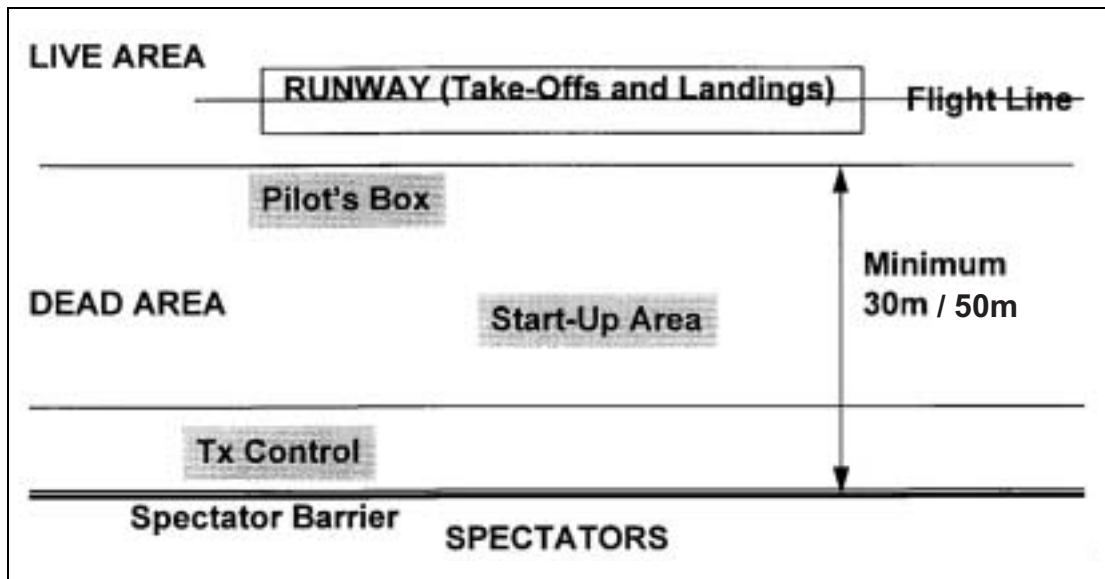 LIVE AREA
RUNWAY (Take-Offs and Landings)
Flight Line
Pilot's Box
Minimum
30m / 50m
DEAD AREA
Start-Up Area
Tx Control
Spectator Barrier
SPECTATORS